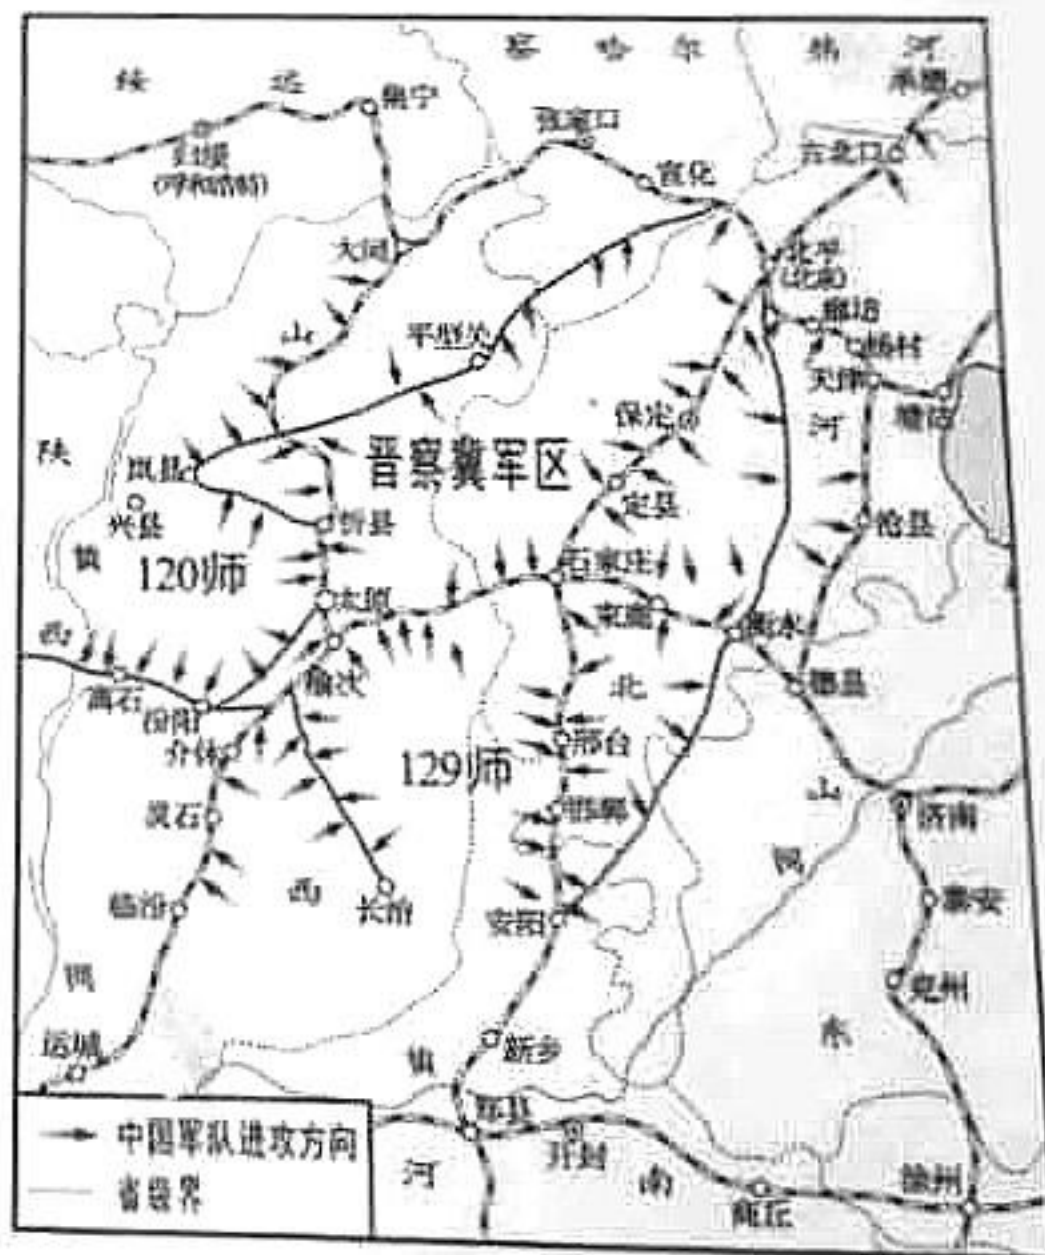 察 哈 尔
热 河
绥 远
承德
集宁
张家口
归绥
(呼和浩特)
古北口
宣化
大同
北平
(北京)
廊坊
山
平型关
杨村
天津
塘沽
保定
河
陕
晋察冀军区
岚县
定县
兴县
忻县
沧县
黄
120师
石家庄
太原
衡水
西
榆次
北
德县
离石
汾阳
邢台
介休
129师
山
灵石
邯郸
济南
西
临汾
长治
安阳
泰安
河
兖州
东
运城
新乡
郑县
中国军队进攻方向
开封
徐州
河
南
商丘
省级界